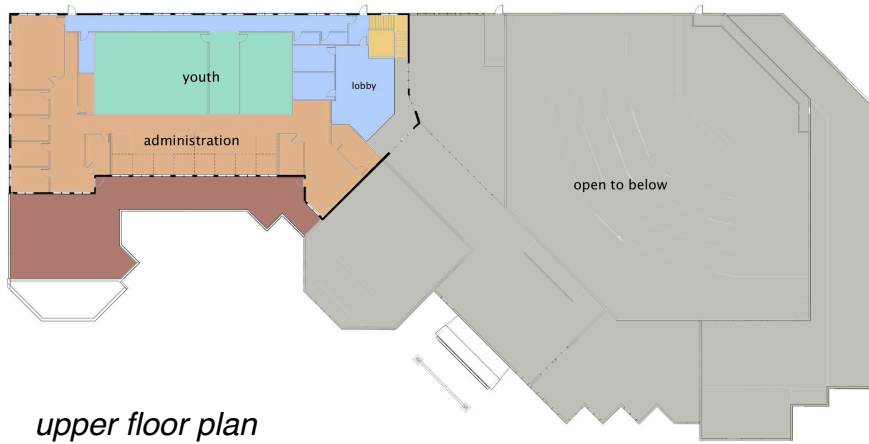 youth
lobby
administration
open to below
upper floor plan